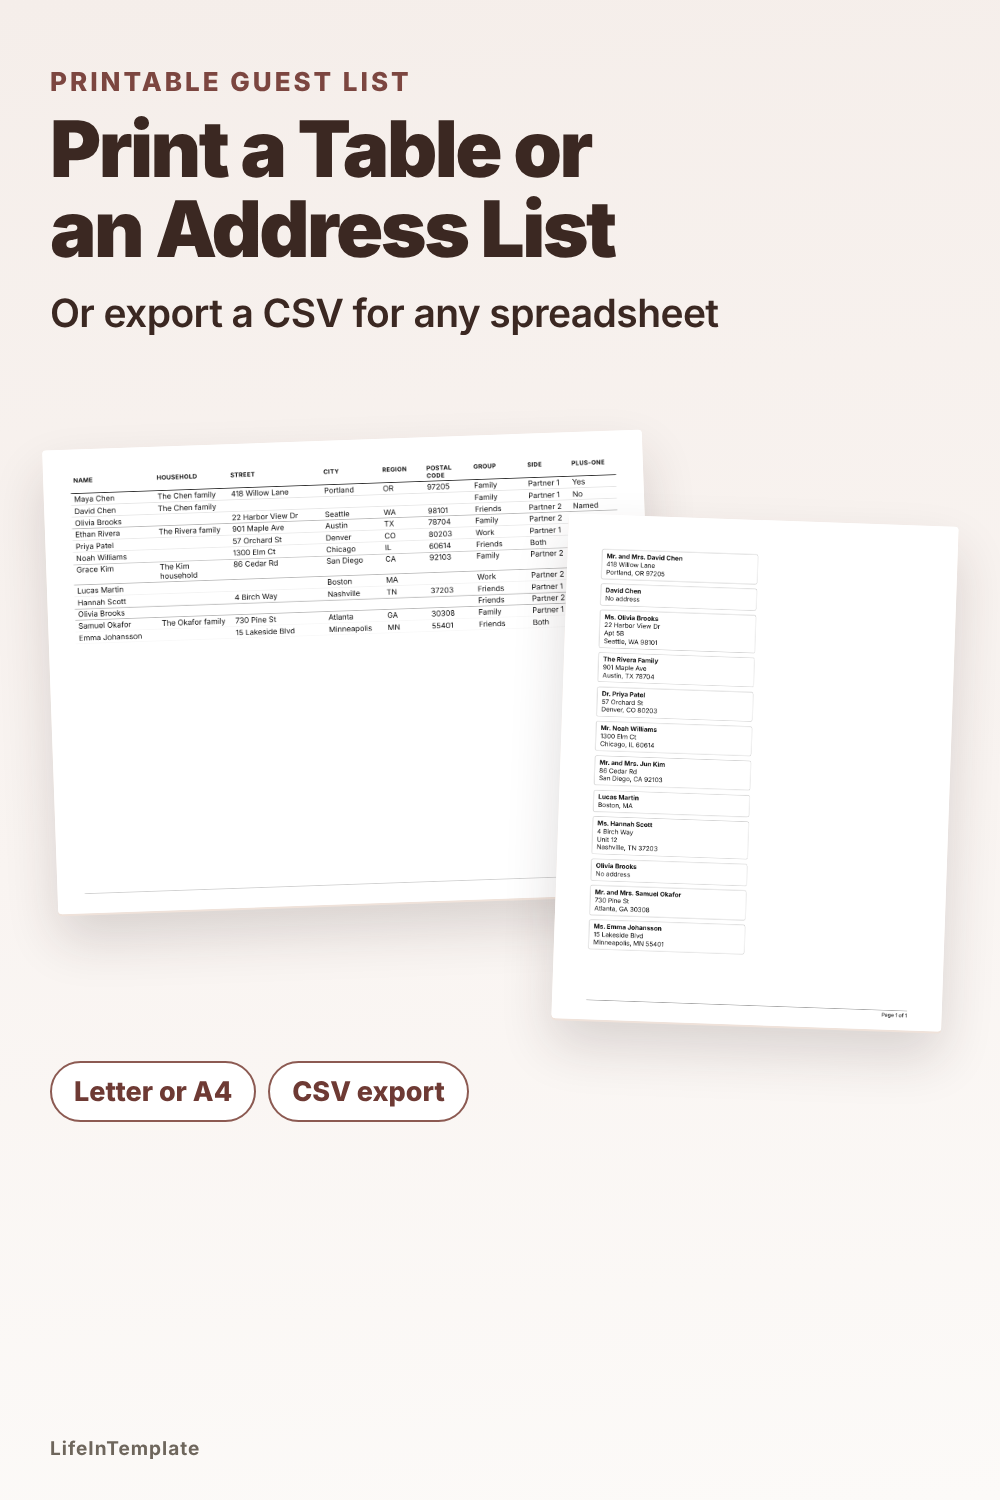 PRINTABLE GUEST LIST
Print a Table or
an Address List
Or export a CSV for any spreadsheet
NAME HOUSEHOLD STREET CITY REGION POSTAL CODE GROUP SIDE PLUS-ONE
Maya Chen The Chen family 418 Willow Lane Portland OR 97205 Family Partner 1 Yes
David Chen The Chen family Family Partner 1 No
Olivia Brooks 22 Harbor View Dr Seattle WA 98101 Friends Partner 2 Named
Ethan Rivera The Rivera family 901 Maple Ave Austin TX 78704 Family Partner 2
Priya Patel 57 Orchard St Denver CO 80203 Work Partner 1
Noah Williams 1300 Elm Ct Chicago IL 60614 Friends Both
Grace Kim The Kim household 86 Cedar Rd San Diego CA 92103 Family Partner 2
Lucas Martin Boston MA Work Partner 2
Hannah Scott 4 Birch Way Nashville TN 37203 Friends Partner 1
Olivia Brooks Friends Partner 2
Samuel Okafor The Okafor family 730 Pine St Atlanta GA 30308 Family Partner 1
Emma Johansson 15 Lakeside Blvd Minneapolis MN 55401 Friends Both
Mr. and Mrs. David Chen
418 Willow Lane
Portland, OR 97205
David Chen
No address
Ms. Olivia Brooks
22 Harbor View Dr
Apt 5B
Seattle, WA 98101
The Rivera Family
901 Maple Ave
Austin, TX 78704
Dr. Priya Patel
57 Orchard St
Denver, CO 80203
Mr. Noah Williams
1300 Elm Ct
Chicago, IL 60614
Mr. and Mrs. Jun Kim
86 Cedar Rd
San Diego, CA 92103
Lucas Martin
Boston, MA
Ms. Hannah Scott
4 Birch Way
Unit 12
Nashville, TN 37203
Olivia Brooks
No address
Mr. and Mrs. Samuel Okafor
730 Pine St
Atlanta, GA 30308
Ms. Emma Johansson
15 Lakeside Blvd
Minneapolis, MN 55401
Page 1 of 1
Letter or A4
CSV export
LifeInTemplate